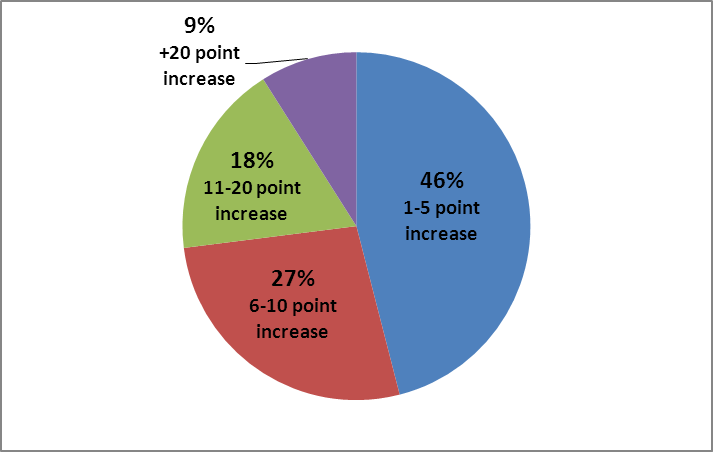 9%
+20 point
increase
18%
11-20 point
increase
46%
1-5 point
increase
27%
6-10 point
increase